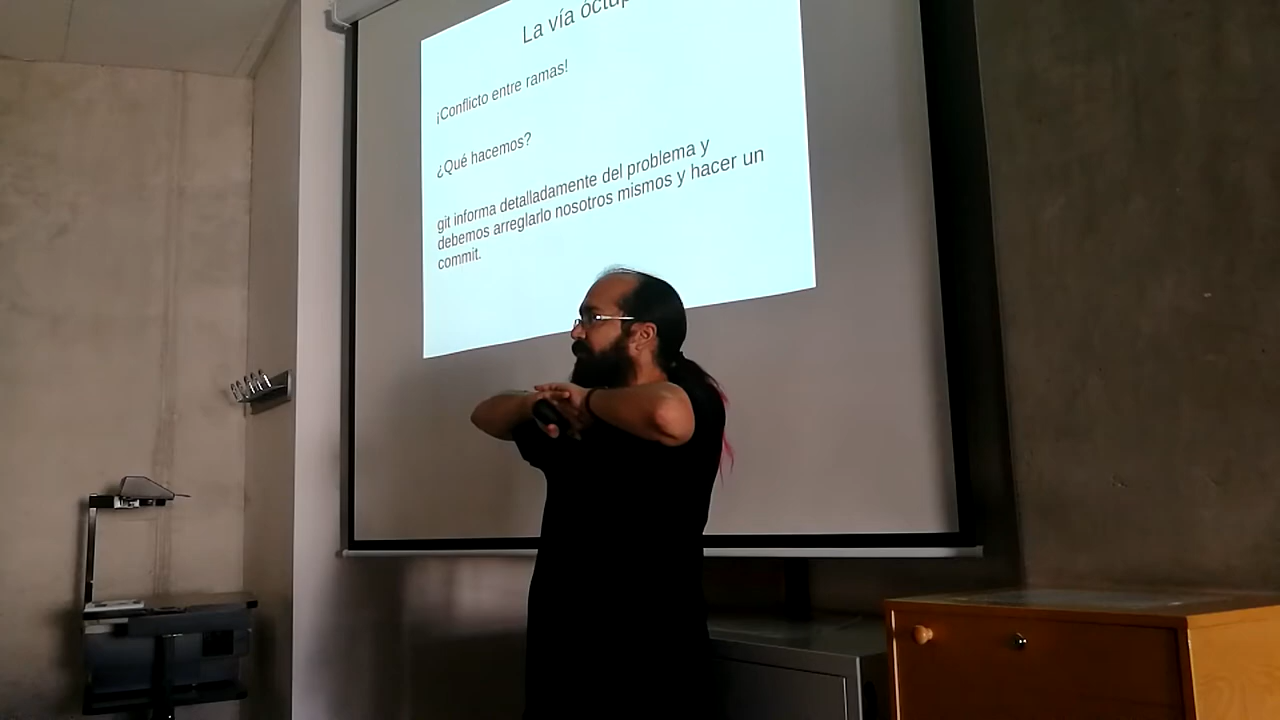 La vía
¡Conflicto entre ramas!
¿Qué hacemos?
git informa detalladamente del problema y
debemos arreglarlo nosotros mismos y hacer un
commit.